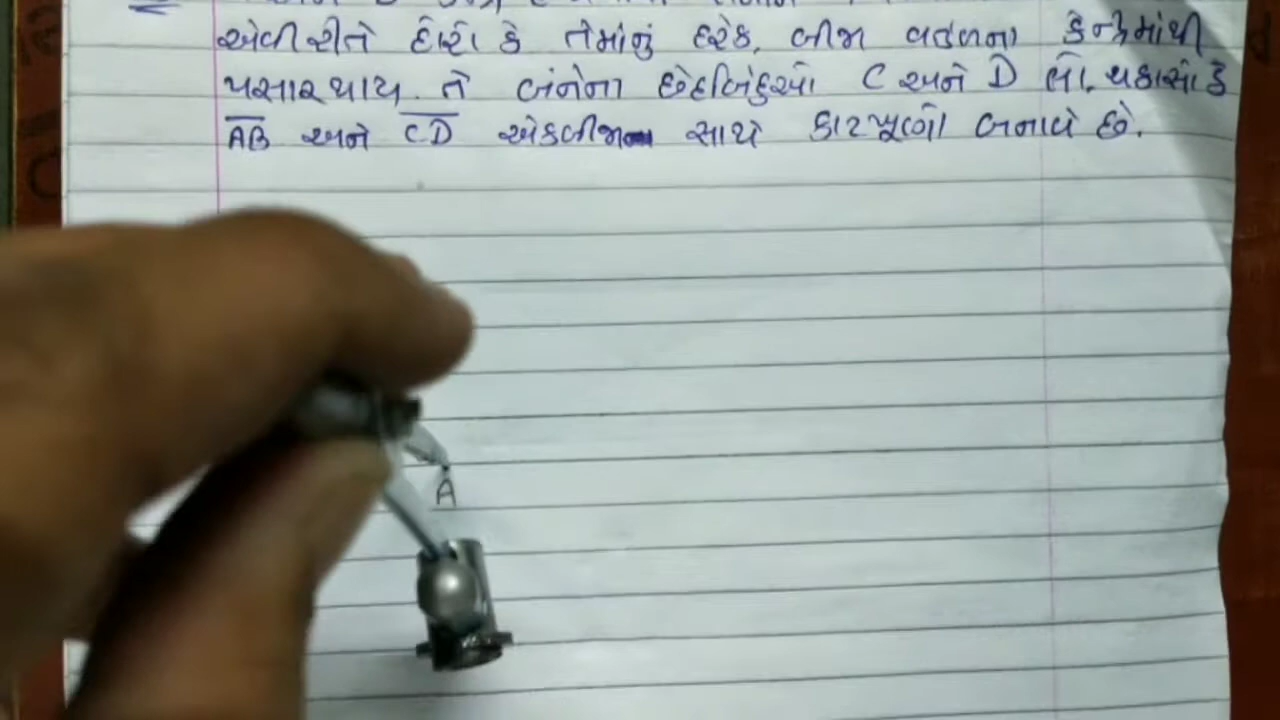 એવી રીતે દોરો કે તેમાંનું દરેક, બીજા વર્તુળના કેન્દ્રમાંથી
પસાર થાય. તે બંનેના છેદબિંદુઓ C અને D લો. ચકાસો કે
AB અને CD એકબીજા સાથે કાટખૂણો બનાવે છે.
A